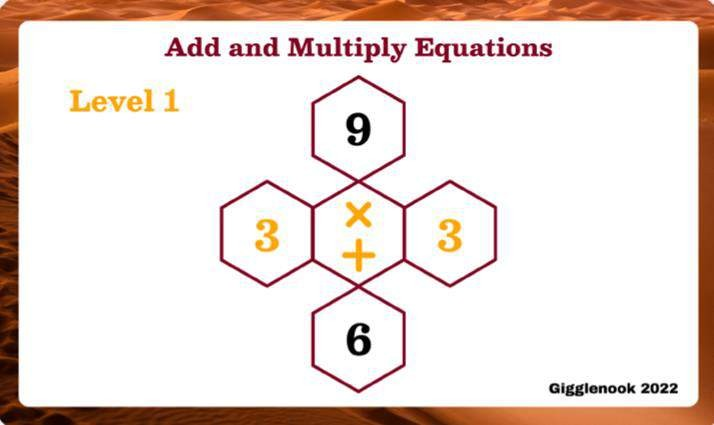 Add and Multiply Equations
Level 1
9
×
3 3
+
6
Gigglenook 2022